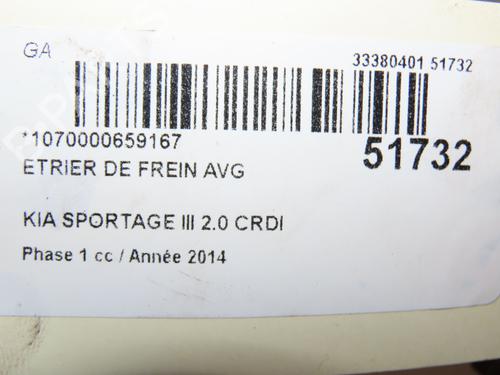 GA
33380401 51732
*1070000659167
51732
ETRIER DE FREIN AVG
KIA SPORTAGE III 2.0 CRDI
Phase 1 cc / Année 2014